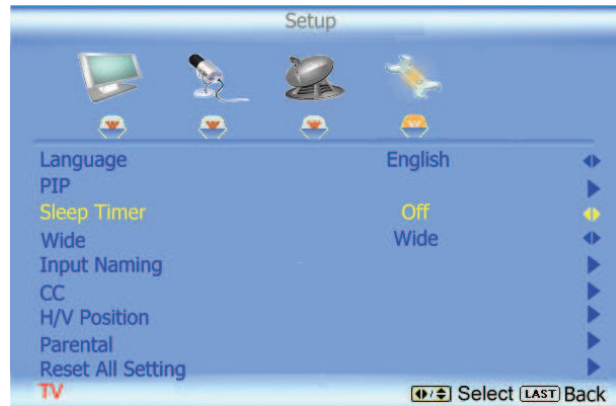 Setup
Language English
PIP
Sleep Timer Off
Wide Wide
Input Naming
CC
H/V Position
Parental
Reset All Setting
TV Select LAST Back